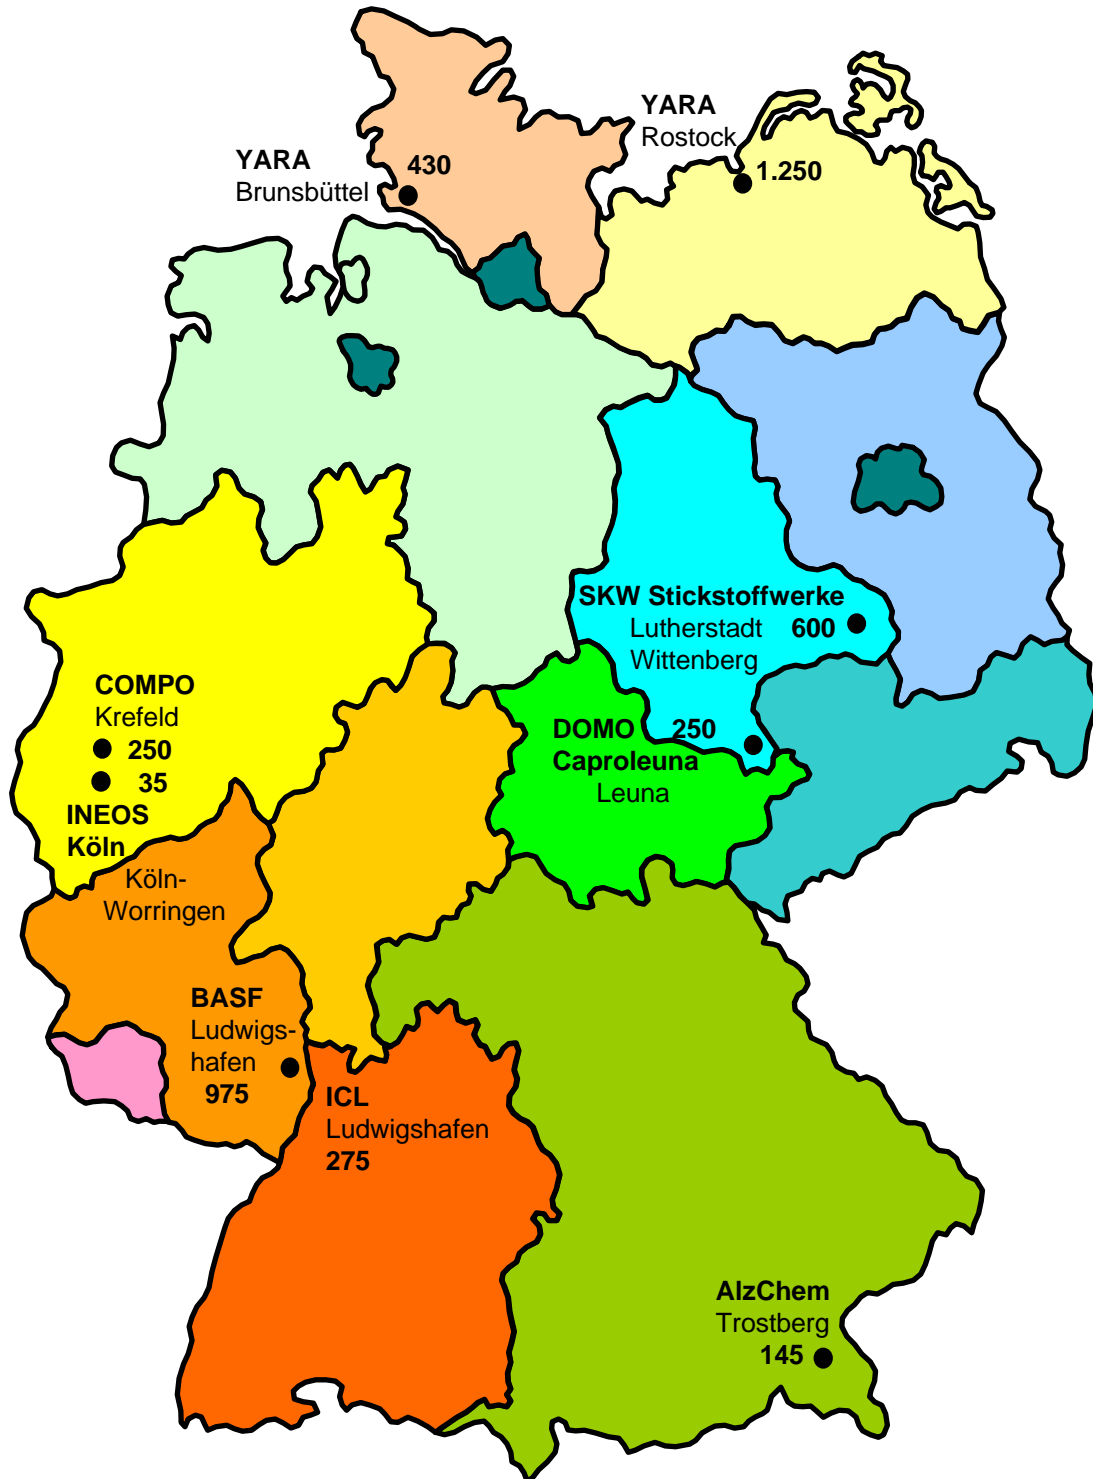 YARA
Rostock
1.250
YARA
Brunsbüttel
430
SKW Stickstoffwerke
Lutherstadt 600
Wittenberg
COMPO
Krefeld
250
35
INEOS
Köln
Köln-
Worringen
DOMO 250
Caproleuna
Leuna
BASF
Ludwigs-
hafen
975
ICL
Ludwigshafen
275
AlzChem
Trostberg
145